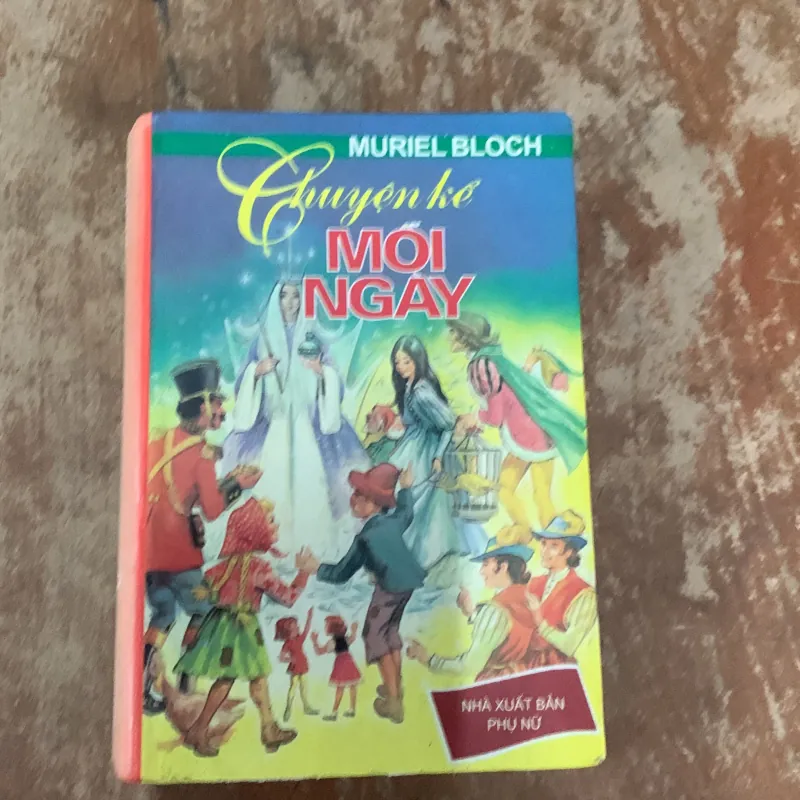 MURIEL BLOCH
Chuyện kể
MỖI
NGÀY
NHÀ XUẤT BẢN
PHỤ NỮ